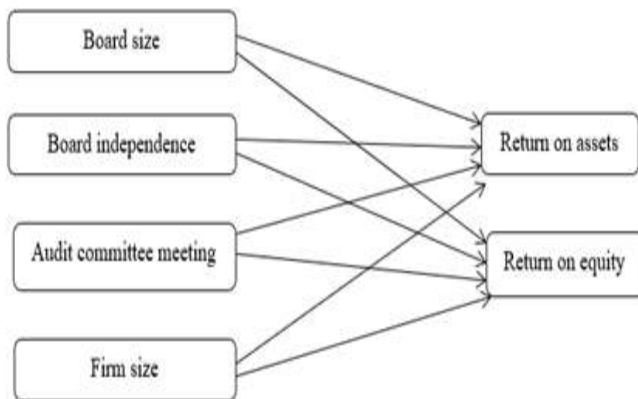 Board size
Board independence
Audit committee meeting
Firm size
Return on assets
Return on equity